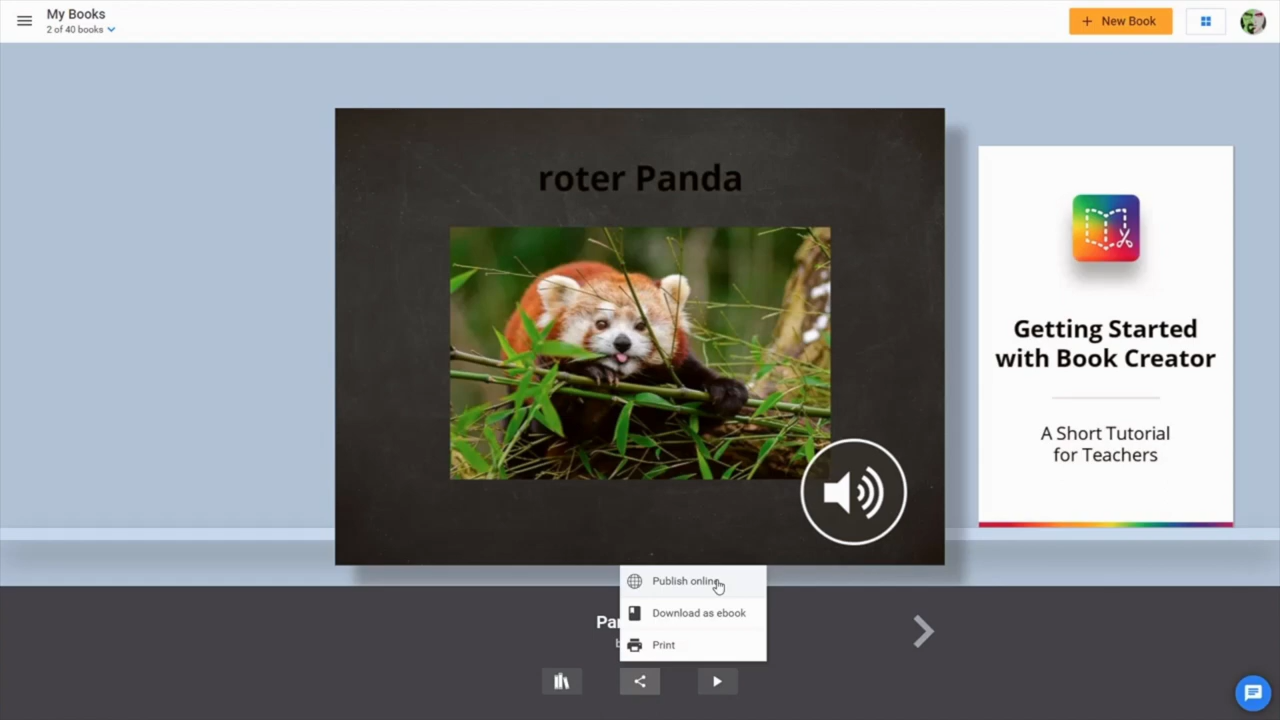 My Books
2 of 40 books
+ New Book
roter Panda
Getting Started
with Book Creator
A Short Tutorial
for Teachers
Publish online
Download as ebook
Print